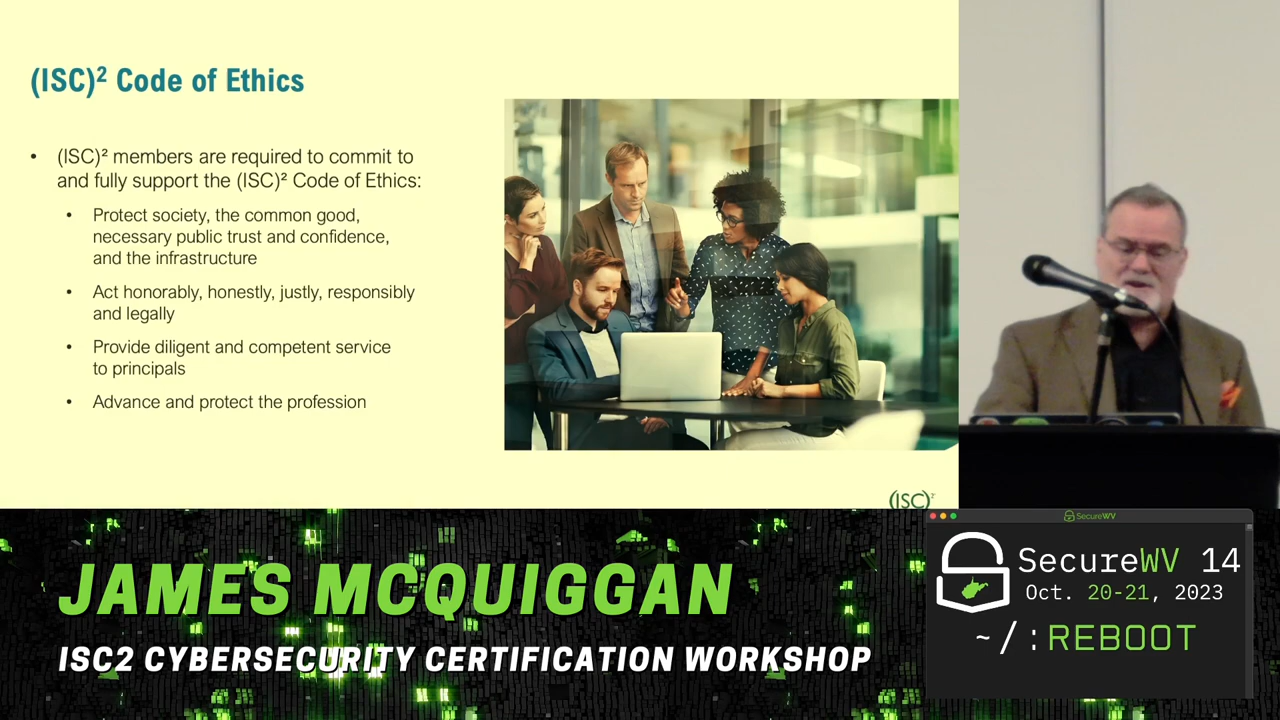 (ISC)² Code of Ethics
• (ISC)² members are required to commit to
and fully support the (ISC)² Code of Ethics:
• Protect society, the common good,
necessary public trust and confidence,
and the infrastructure
• Act honorably, honestly, justly, responsibly
and legally
• Provide diligent and competent service
to principals
• Advance and protect the profession
(ISC)²
JAMES MCQUIGGAN
ISC2 CYBERSECURITY CERTIFICATION WORKSHOP
SecureWV
SecureWV 14
Oct. 20-21, 2023
~/:REBOOT